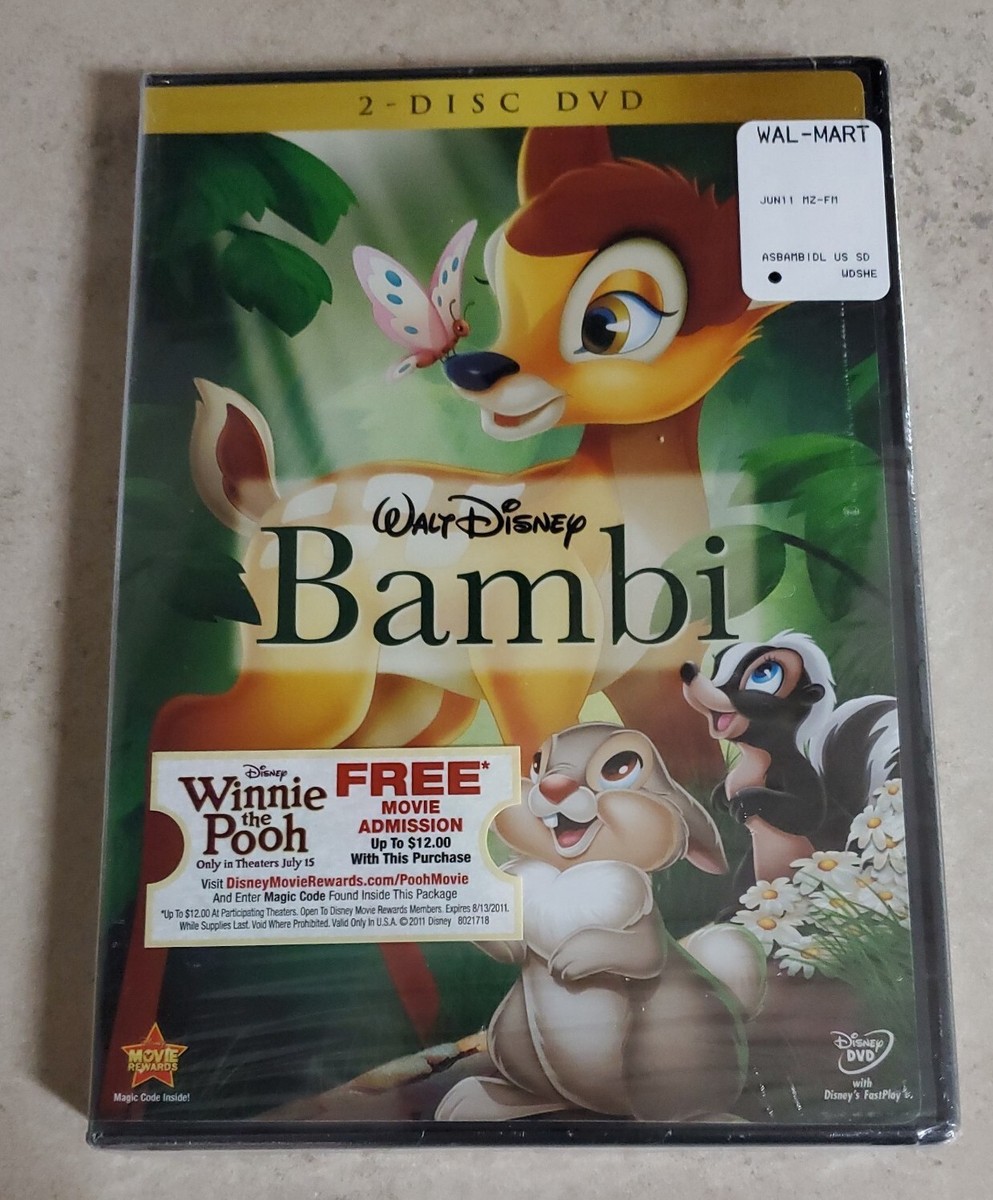 2-DISC DVD
WAL-MART
JUN11 MZ-FM
ASBAMBIDL US SD
WDSHE
WALT DISNEY
Bambi
Disney
Winnie
the
Pooh
Only in Theaters July 15
FREE*
MOVIE
ADMISSION
Up To $12.00
With This Purchase
Visit DisneyMovieRewards.com/PoohMovie
And Enter Magic Code Found Inside This Package
*Up To $12.00 At Participating Theaters. Open To Disney Movie Rewards Members. Expires 8/13/2011.
While Supplies Last. Void Where Prohibited. Valid Only In U.S.A. © 2011 Disney 8021718
MOVIE
REWARDS
Magic Code Inside!
Disney
DVD
with
Disney's FastPlay